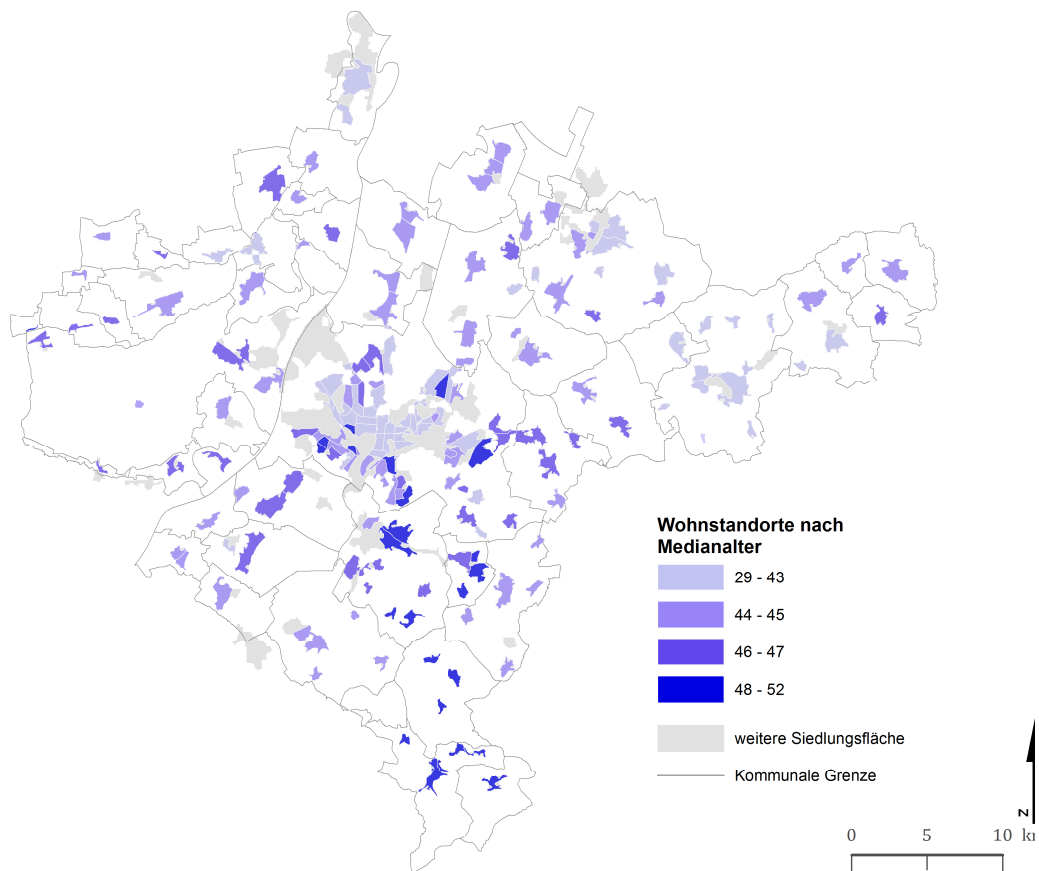 Wohnstandorte nach
Medianalter
29 - 43
44 - 45
46 - 47
48 - 52
weitere Siedlungsfläche
Kommunale Grenze
N
0 5 10